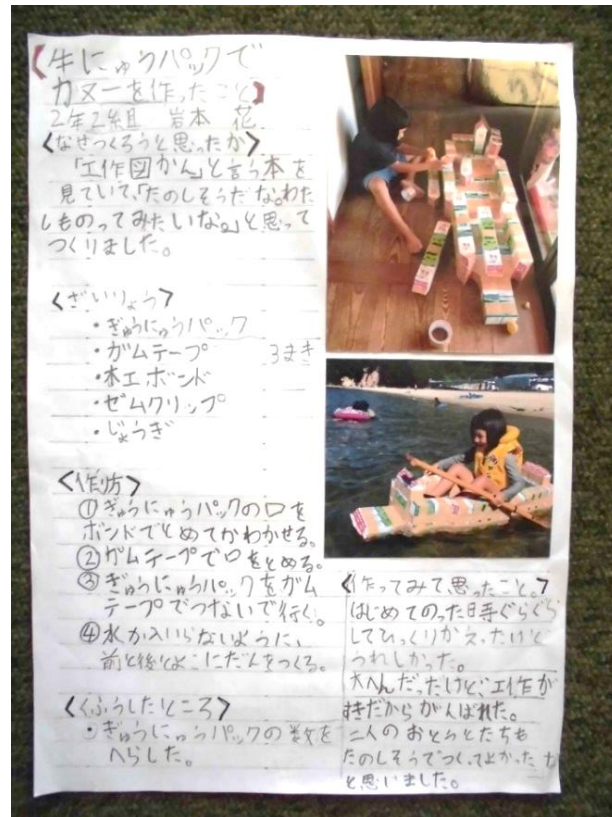 【牛にゅうパックで
カヌーを作ったこと】
2年2組 岩本 花
<なぜつくろうと思ったか>
「工作図かん」と言う本を
見ていて、「たのしそうだな。わた
しものってみたいな。」と思って
つくりました。
<ざいりょう>
・ぎゅうにゅうパック
・ガムテープ 3まき
・木工ボンド
・ゼムクリップ
・じょうぎ
<作り方>
①ぎゅうにゅうパックの口を
ボンドでとめてかわかせる。
②ガムテープで口をとめる。
③ぎゅうにゅうパックをガム
テープでつないで行く。
④水が入いらないように、
前と後とよこにだんをつくる。
<くふうしたところ>
・ぎゅうにゅうパックの数を
へらした。
<作ってみて、思ったこと。>
はじめてのった時ぐらぐら
してひっくりかえったけど
うれしかった。
大へんだったけど、工作が
好きだからがんばれた。
二人のおとうとたちも
たのしそうでつくってよかったな
と思いました。